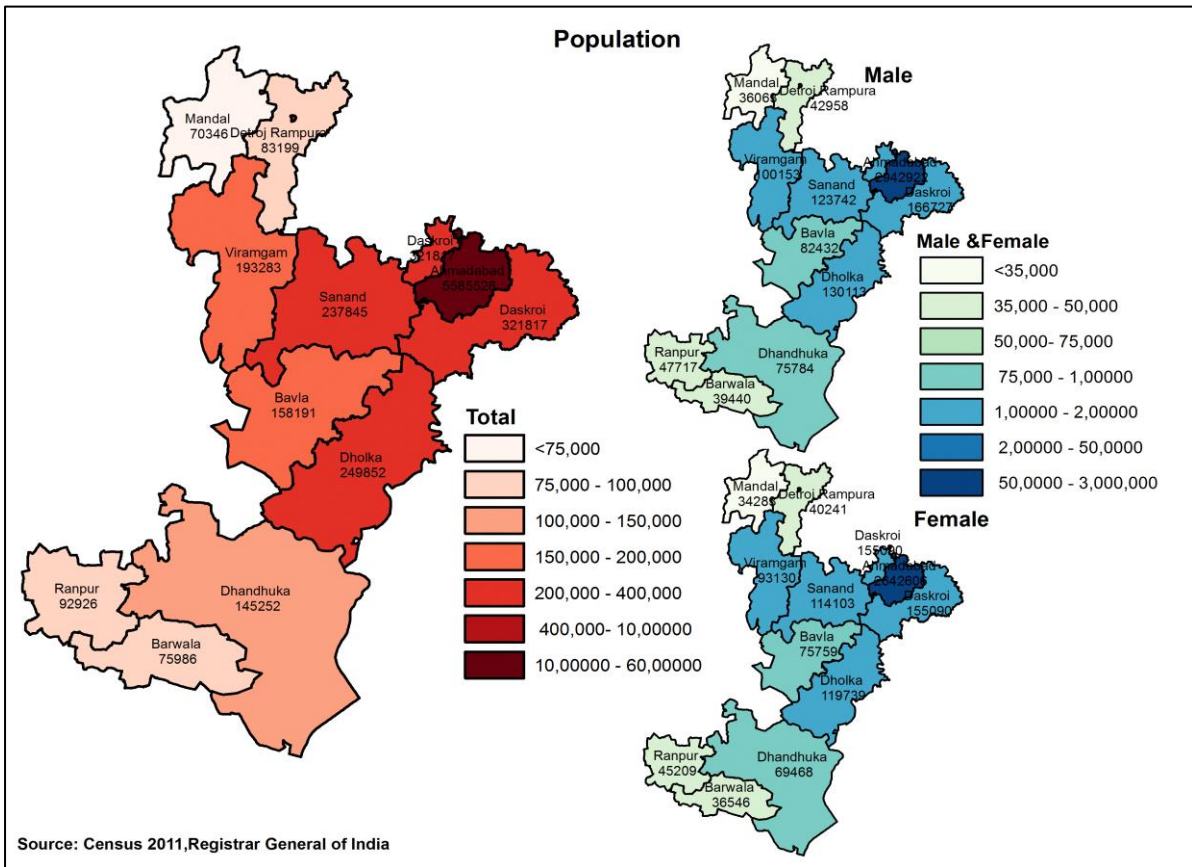 Population
Mandal
70346
Detroj Rampura
83199
Viramgam
193283
Sanand
237845
Daskroi
Ahmadabad
Daskroi
321817
Bavla
158191
Dholka
249852
Ranpur
92926
Dhandhuka
145252
Barwala
75986
Total
<75,000
75,000 - 100,000
100,000 - 150,000
150,000 - 200,000
200,000 - 400,000
400,000- 10,00000
10,00000 - 60,00000
Male
Mandal
Detroj Rampura
42958
Viramgam
100153
Sanand
123742
Ahmadabad
Daskroi
166727
Bavla
82432
Dholka
130113
Ranpur
47717
Dhandhuka
75784
Barwala
39440
Male &Female
<35,000
35,000 - 50,000
50,000- 75,000
75,000 - 1,00000
1,00000 - 2,00000
2,00000 - 50,0000
50,0000 - 3,000,000
Female
Mandal
Detroj Rampura
40241
Viramgam
93130
Sanand
114103
Daskroi
155090
Ahmadabad
Daskroi
155090
Bavla
75759
Dholka
119739
Ranpur
45209
Dhandhuka
69468
Barwala
36546
Source: Census 2011,Registrar General of India